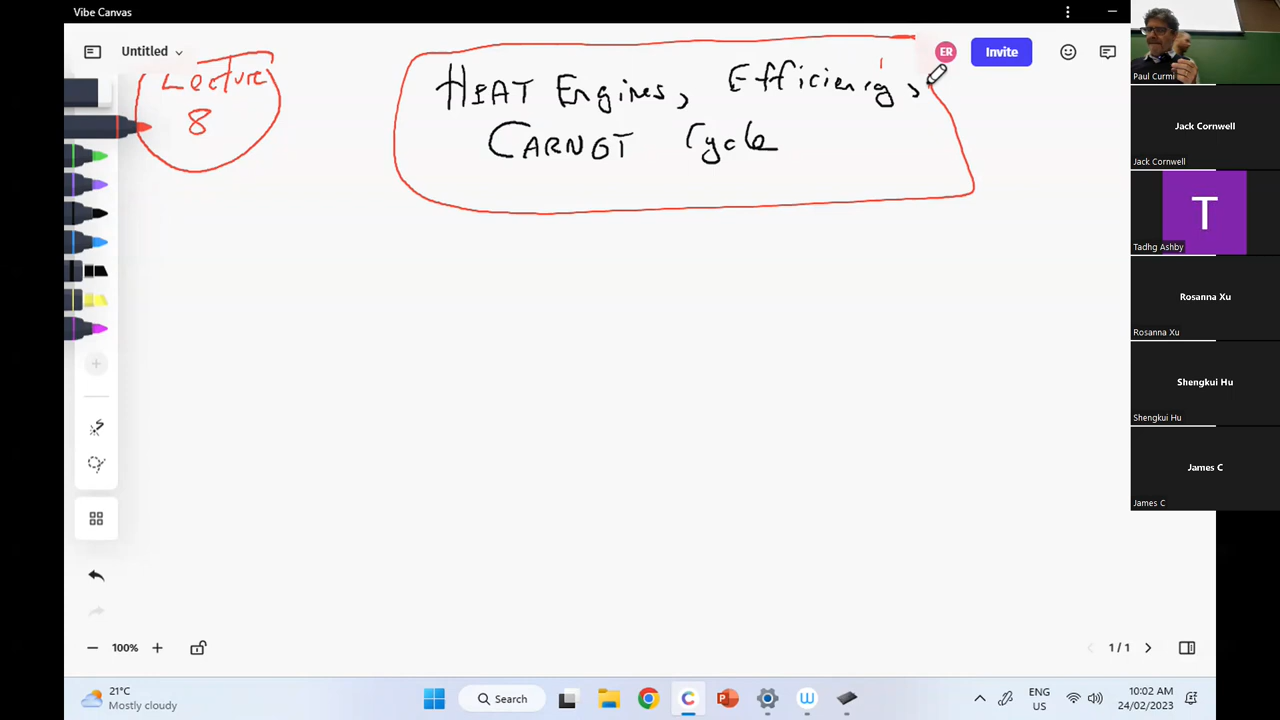 Vibe Canvas
Untitled
ER
Invite
Lecture
8
HEAT Engines, Efficiency,
CARNOT Cycle
Paul Curmi
Jack Cornwell
Jack Cornwell
T
Tadhg Ashby
Rosanna Xu
Rosanna Xu
Shengkui Hu
Shengkui Hu
James C
James C
100%
1 / 1
21°C
Mostly cloudy
Search
ENG
US
10:02 AM
24/02/2023